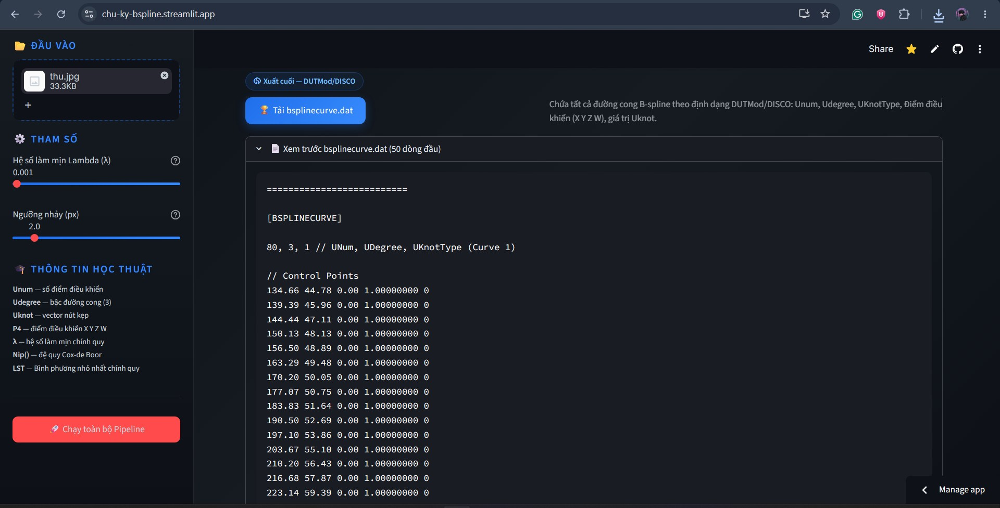 chu-ky-bspline.streamlit.app
ĐẦU VÀO
thu.jpg
33.3KB
+
THAM SỐ
Hệ số làm mịn Lambda (λ)
0.001
Ngưỡng nhảy (px)
2.0
THÔNG TIN HỌC THUẬT
Unum — số điểm điều khiển
Udegree — bậc đường cong (3)
Uknot — vector nút kẹp
P4 — điểm điều khiển X Y Z W
λ — hệ số làm mịn chính quy
Nip() — đệ quy Cox-de Boor
LST — Bình phương nhỏ nhất chính quy
Chạy toàn bộ Pipeline
Share
⑤ Xuất cuối — DUTMod/DISCO
Tải bsplinecurve.dat
Chứa tất cả đường cong B-spline theo định dạng DUTMod/DISCO: Unum, Udegree, UKnotType, Điểm điều
khiển (X Y Z W), giá trị Uknot.
Xem trước bsplinecurve.dat (50 dòng đầu)
==========================
[BSPLINECURVE]
80, 3, 1 // UNum, UDegree, UKnotType (Curve 1)
// Control Points
134.66 44.78 0.00 1.00000000 0
139.39 45.96 0.00 1.00000000 0
144.44 47.11 0.00 1.00000000 0
150.13 48.13 0.00 1.00000000 0
156.50 48.89 0.00 1.00000000 0
163.29 49.48 0.00 1.00000000 0
170.20 50.05 0.00 1.00000000 0
177.07 50.75 0.00 1.00000000 0
183.83 51.64 0.00 1.00000000 0
190.50 52.69 0.00 1.00000000 0
197.10 53.86 0.00 1.00000000 0
203.67 55.10 0.00 1.00000000 0
210.20 56.43 0.00 1.00000000 0
216.68 57.87 0.00 1.00000000 0
223.14 59.39 0.00 1.00000000 0
Manage app